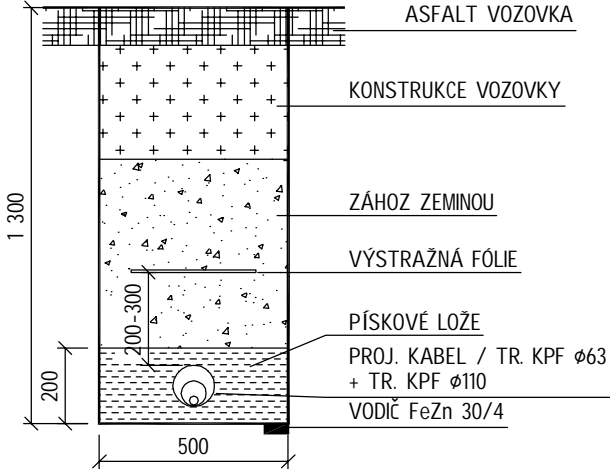 ASFALT VOZOVKA
KONSTRUKCE VOZOVKY
1 300
ZÁHOZ ZEMINOU
VÝSTRAŽNÁ FÓLIE
200-300
PÍSKOVÉ LOŽE
PROJ. KABEL / TR. KPF φ63
+ TR. KPF φ110
200
VODIČ FeZn 30/4
500